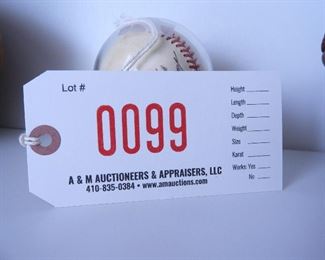 Lot #
0099
A & M AUCTIONEERS & APPRAISERS, LLC
410-835-0384 • www.amauctions.com
Height
Length
Depth
Weight
Size
Karat
Works: Yes
No